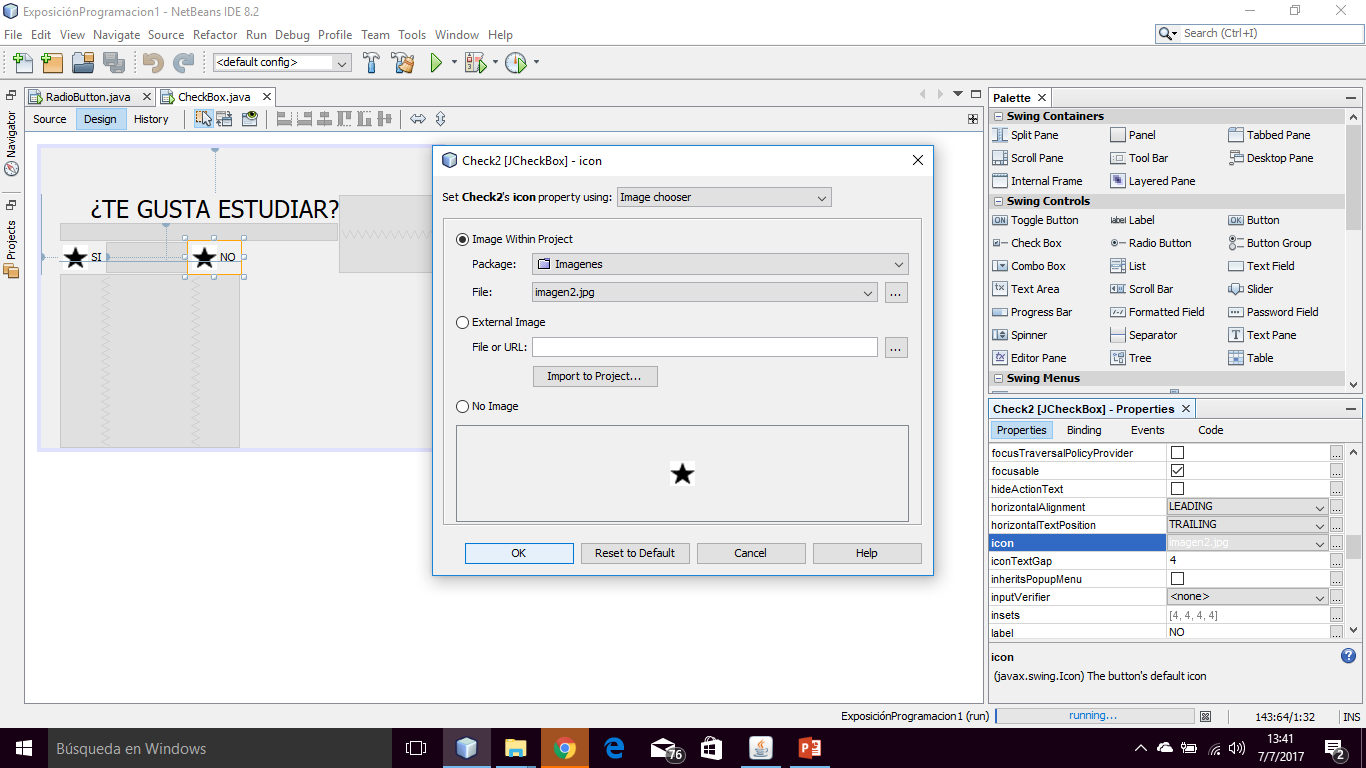 ExposiciónProgramacion1 - NetBeans IDE 8.2
File Edit View Navigate Source Refactor Run Debug Profile Team Tools Window Help
Search (Ctrl+I)
<default config>
RadioButton.java
CheckBox.java
Source Design History
Navigator
Projects
¿TE GUSTA ESTUDIAR?
SI
NO
Check2 [JCheckBox] - icon
Set Check2's icon property using: Image chooser
Image Within Project
Package: Imagenes
File: imagen2.jpg
...
External Image
File or URL:
...
Import to Project...
No Image
OK Reset to Default Cancel Help
Palette
Swing Containers
Split Pane Panel Tabbed Pane
Scroll Pane Tool Bar Desktop Pane
Internal Frame Layered Pane
Swing Controls
Toggle Button Label Button
Check Box Radio Button Button Group
Combo Box List Text Field
Text Area Scroll Bar Slider
Progress Bar Formatted Field Password Field
Spinner Separator Text Pane
Editor Pane Tree Table
Swing Menus
Check2 [JCheckBox] - Properties
Properties Binding Events Code
focusTraversalPolicyProvider ...
focusable ...
hideActionText ...
horizontalAlignment LEADING ...
horizontalTextPosition TRAILING ...
icon imagen2.jpg ...
iconTextGap 4 ...
inheritsPopupMenu ...
inputVerifier <none> ...
insets [4, 4, 4, 4] ...
label NO ...
icon
(javax.swing.Icon) The button's default icon
ExposiciónProgramacion1 (run) running... 143:64/1:32 INS
Búsqueda en Windows
76
13:41
7/7/2017
2